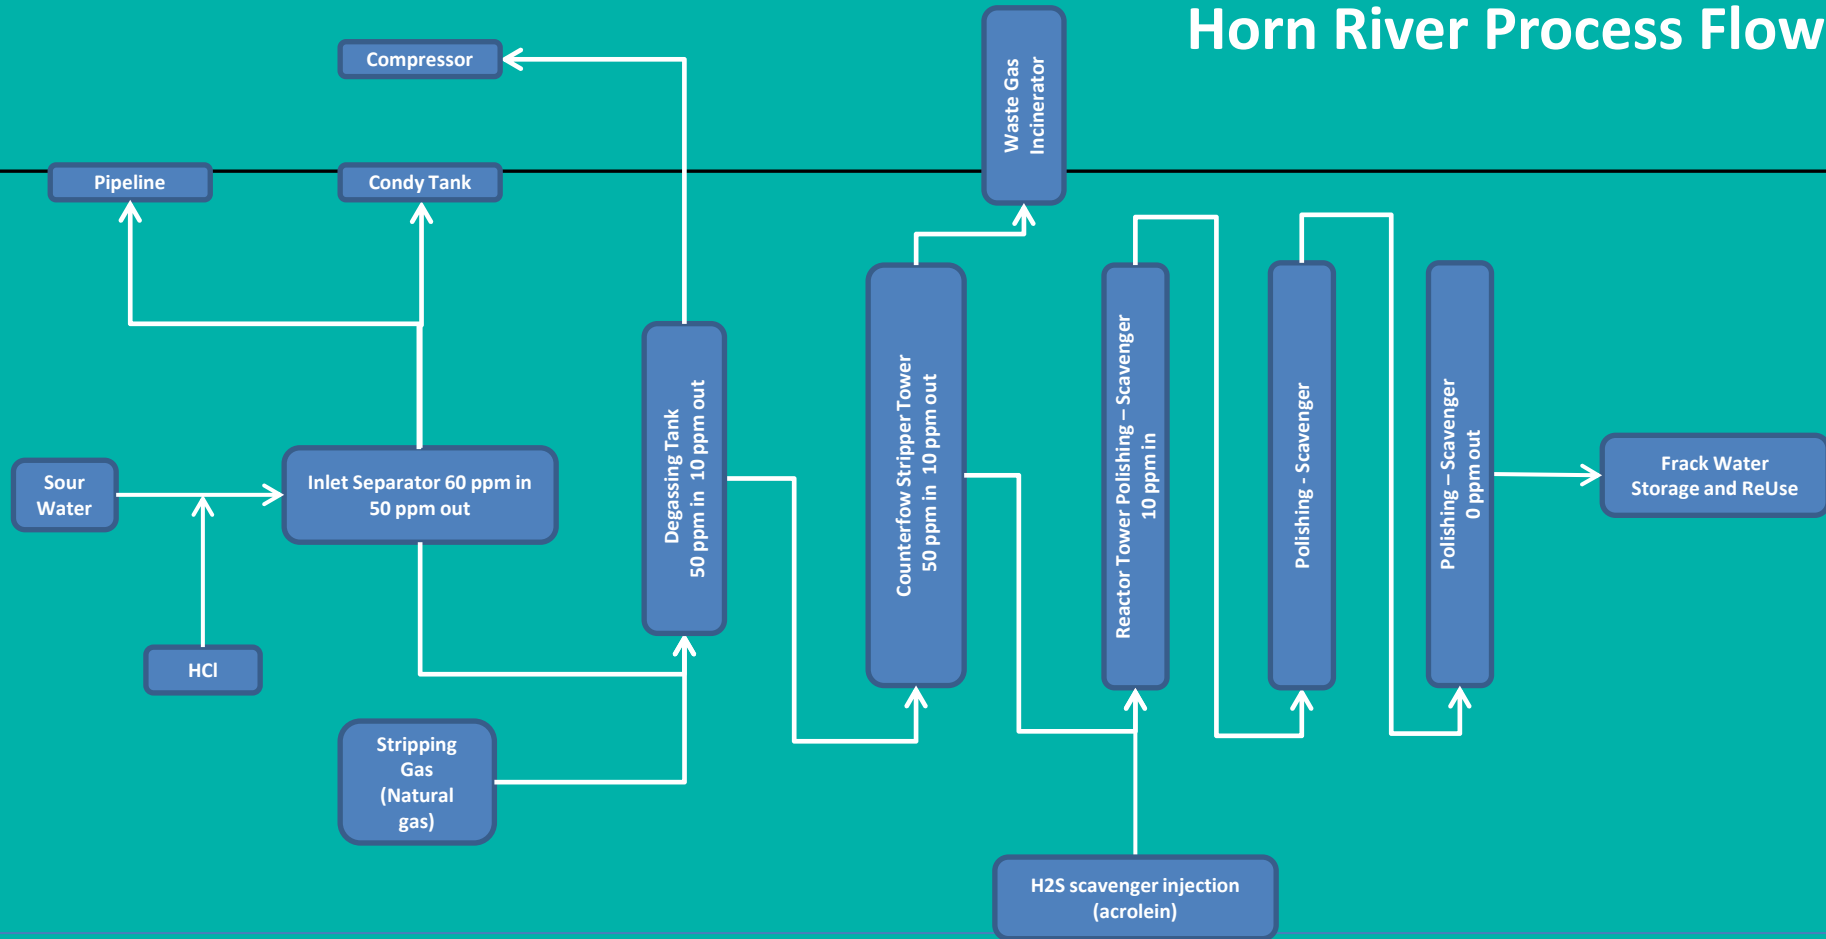 Horn River Process Flow
Compressor
Waste Gas
Incinerator
Pipeline
Condy Tank
Sour
Water
Inlet Separator 60 ppm in
50 ppm out
HCl
Stripping
Gas
(Natural
gas)
Degassing Tank
50 ppm in  10 ppm out
Counterfow Stripper Tower
50 ppm in  10 ppm out
Reactor Tower Polishing – Scavenger
10 ppm in
Polishing - Scavenger
Polishing – Scavenger
0 ppm out
Frack Water
Storage and ReUse
H2S scavenger injection
(acrolein)